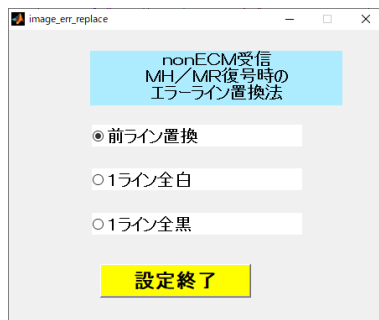 image_err_replace
nonECM受信
MH／MR復号時の
エラーライン置換法
前ライン置換
１ライン全白
１ライン全黒
設定終了